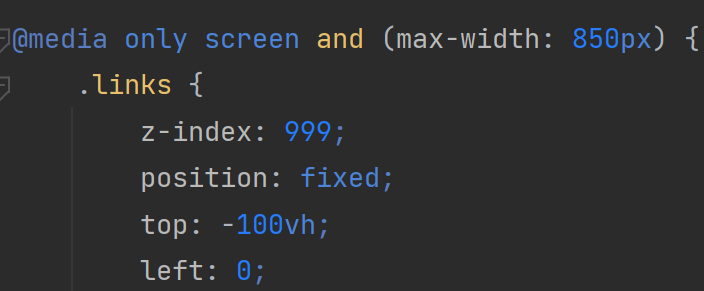 @media only screen and (max-width: 850px) {
.links {
z-index: 999;
position: fixed;
top: -100vh;
left: 0;